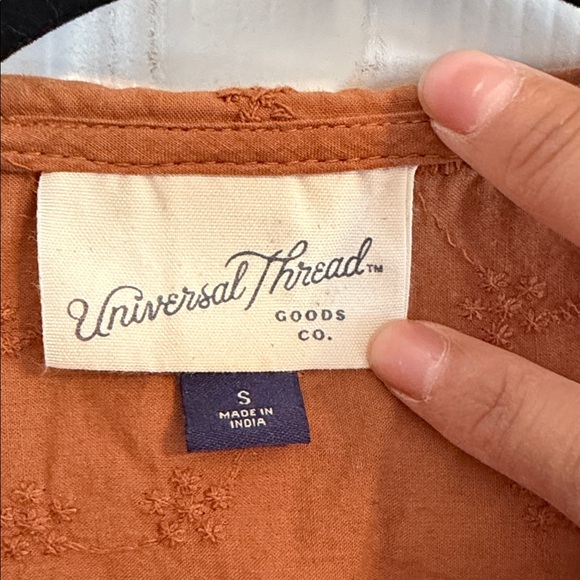 Universal Thread™
GOODS
CO.
S
MADE IN
INDIA